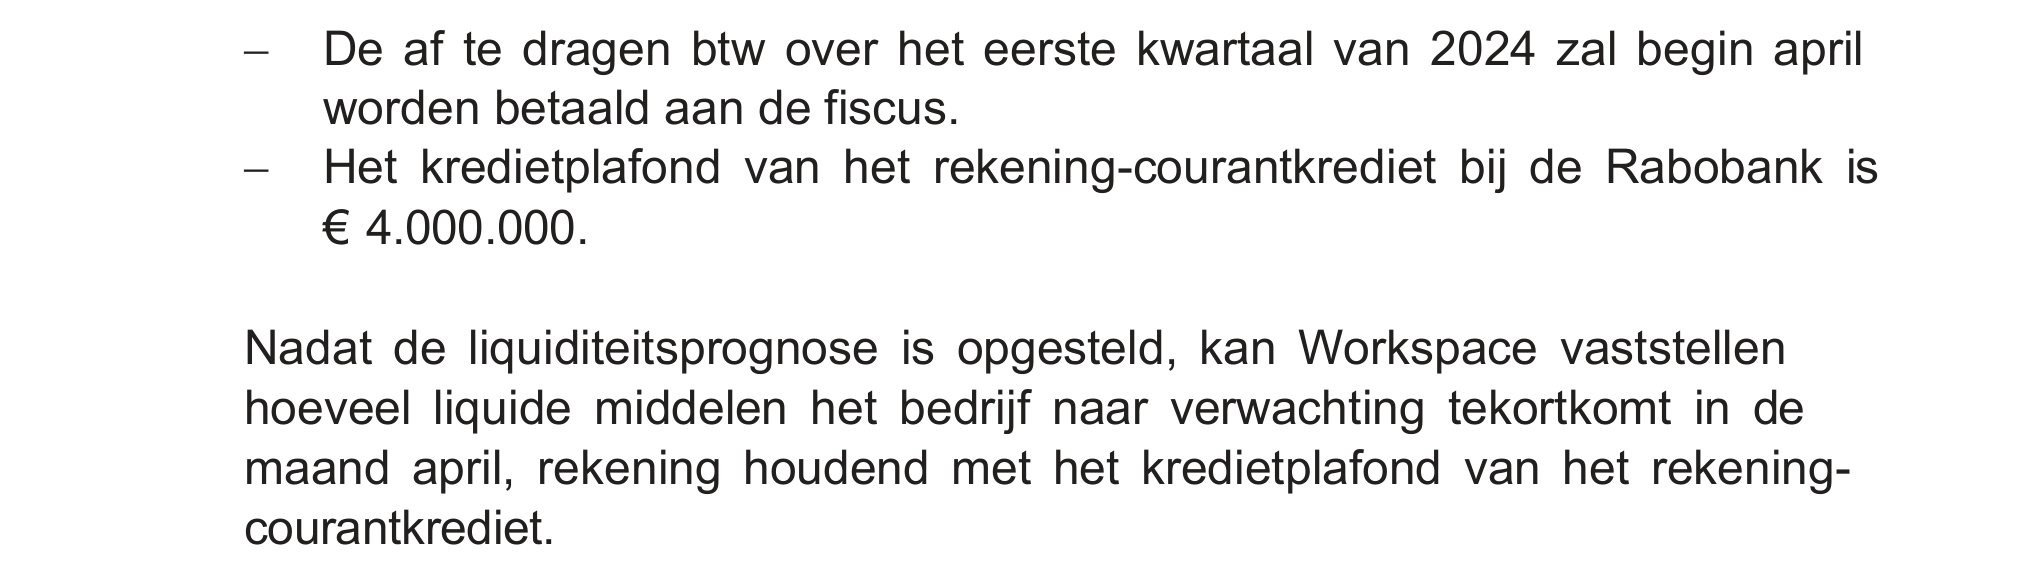 – De af te dragen btw over het eerste kwartaal van 2024 zal begin april
worden betaald aan de fiscus.
– Het kredietplafond van het rekening-courantkrediet bij de Rabobank is
€ 4.000.000.
Nadat de liquiditeitsprognose is opgesteld, kan Workspace vaststellen
hoeveel liquide middelen het bedrijf naar verwachting tekortkomt in de
maand april, rekening houdend met het kredietplafond van het rekening-
courantkrediet.